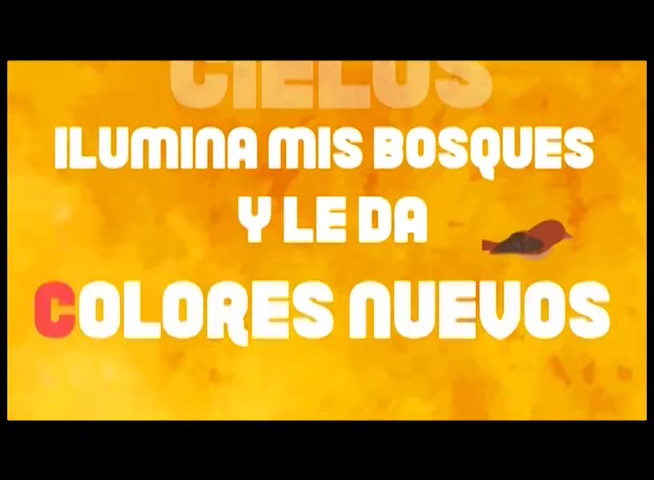 CIELOS
ILUMINA MIS BOSQUES
Y LE DA
COLORES NUEVOS